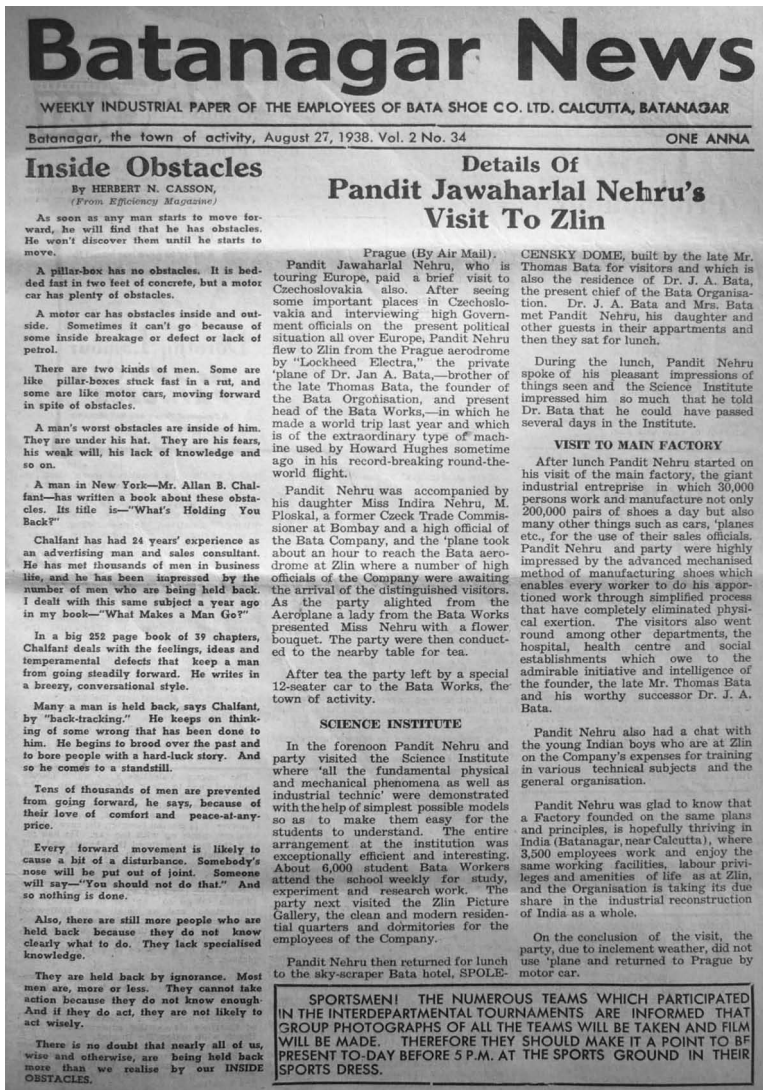 Batanagar News
WEEKLY INDUSTRIAL PAPER OF THE EMPLOYEES OF BATA SHOE CO. LTD. CALCUTTA, BATANAGAR
Batanagar, the town of activity, August 27, 1938. Vol. 2 No. 34 ONE ANNA
Inside Obstacles
By HERBERT N. CASSON,
(From Efficiency Magazine)
As soon as any man starts to move for-
ward, he will find that he has obstacles.
He won't discover them until he starts to
move.
A pillar-box has no obstacles. It is bed-
ded fast in two feet of concrete, but a motor
car has plenty of obstacles.
A motor car has obstacles inside and out-
side. Sometimes it can't go because of
some inside breakage or defect or lack of
petrol.
There are two kinds of men. Some are
like pillar-boxes stuck fast in a rut, and
some are like motor cars, moving forward
in spite of obstacles.
A man's worst obstacles are inside of him.
They are under his hat. They are his fears,
his weak will, his lack of knowledge and
so on.
A man in New York—Mr. Allan B. Chal-
fant—has written a book about these obsta-
cles. Its title is—"What's Holding You
Back?"
Chalfant has had 24 years' experience as
an advertising man and sales consultant.
He has met thousands of men in business
life, and he has been impressed by the
number of men who are being held back.
I dealt with this same subject a year ago
in my book—"What Makes a Man Go?"
In a big 252 page book of 39 chapters,
Chalfant deals with the feelings, ideas and
temperamental defects that keep a man
from going steadily forward. He writes in
a breezy, conversational style.
Many a man is held back, says Chalfant,
by "back-tracking." He keeps on think-
ing of some wrong that has been done to
him. He begins to brood over the past and
to bore people with a hard-luck story. And
so he comes to a standstill.
Tens of thousands of men are prevented
from going forward, he says, because of
their love of comfort and peace-at-any-
price.
Every forward movement is likely to
cause a bit of a disturbance. Somebody's
nose will be put out of joint. Someone
will say—"You should not do that." And
so nothing is done.
Also, there are still more people who are
held back because they do not know
clearly what to do. They lack specialised
knowledge.
They are held back by ignorance. Most
men are, more or less. They cannot take
action because they do not know enough.
And if they do act, they are not likely to
act wisely.
There is no doubt that nearly all of us,
wise and otherwise, are being held back
more than we realise by our INSIDE
OBSTACLES.
Details Of
Pandit Jawaharlal Nehru's
Visit To Zlin
Prague (By Air Mail).
Pandit Jawaharlal Nehru, who is
touring Europe, paid a brief visit to
Czechoslovakia also. After seeing
some important places in Czechoslo-
vakia and interviewing high Govern-
ment officials on the present political
situation all over Europe, Pandit Nehru
flew to Zlin from the Prague aerodrome
by "Lockheed Electra," the private
'plane of Dr. Jan A. Bata,—brother of
the late Thomas Bata, the founder of
the Bata Orgonisation, and present
head of the Bata Works,—in which he
made a world trip last year and which
is of the extraordinary type of mach-
ine used by Howard Hughes sometime
ago in his record-breaking round-the-
world flight.
Pandit Nehru was accompanied by
his daughter Miss Indira Nehru, M.
Ploskal, a former Czeck Trade Commis-
sioner at Bombay and a high official of
the Bata Company, and the 'plane took
about an hour to reach the Bata aero-
drome at Zlin where a number of high
officials of the Company were awaiting
the arrival of the distinguished visitors.
As the party alighted from the
Aeroplane a lady from the Bata Works
presented Miss Nehru with a flower
bouquet. The party were then conduct-
ed to the nearby table for tea.
After tea the party left by a special
12-seater car to the Bata Works, the
town of activity.
SCIENCE INSTITUTE
In the forenoon Pandit Nehru and
party visited the Science Institute
where 'all the fundamental physical
and mechanical phenomena as well as
industrial technic' were demonstrated
with the help of simplest possible models
so as to make them easy for the
students to understand. The entire
arrangement at the institution was
exceptionally efficient and interesting.
About 6,000 student Bata Workers
attend the school weekly for study,
experiment and research work. The
party next visited the Zlin Picture
Gallery, the clean and modern residen-
tial quarters and dormitories for the
employees of the Company.
Pandit Nehru then returned for lunch
to the sky-scraper Bata hotel, SPOLE-
CENSKY DOME, built by the late Mr.
Thomas Bata for visitors and which is
also the residence of Dr. J. A. Bata,
the present chief of the Bata Organisa-
tion. Dr. J. A. Bata and Mrs. Bata
met Pandit Nehru, his daughter and
other guests in their appartments and
then they sat for lunch.
During the lunch, Pandit Nehru
spoke of his pleasant impressions of
things seen and the Science Institute
impressed him so much that he told
Dr. Bata that he could have passed
several days in the Institute.
VISIT TO MAIN FACTORY
After lunch Pandit Nehru started on
his visit of the main factory, the giant
industrial entreprise in which 30,000
persons work and manufacture not only
200,000 pairs of shoes a day but also
many other things such as cars, 'planes
etc., for the use of their sales officials.
Pandit Nehru and party were highly
impressed by the advanced mechanised
method of manufacturing shoes which
enables every worker to do his appor-
tioned work through simplified process
that have completely eliminated physi-
cal exertion. The visitors also went
round among other departments, the
hospital, health centre and social
establishments which owe to the
admirable initiative and intelligence of
the founder, the late Mr. Thomas Bata
and his worthy successor Dr. J. A.
Bata.
Pandit Nehru also had a chat with
the young Indian boys who are at Zlin
on the Company's expenses for training
in various technical subjects and the
general organisation.
Pandit Nehru was glad to know that
a Factory founded on the same plans
and principles, is hopefully thriving in
India (Batanagar, near Calcutta), where
3,500 employees work and enjoy the
same working facilities, labour privi-
leges and amenities of life as at Zlin,
and the Organisation is taking its due
share in the industrial reconstruction
of India as a whole.
On the conclusion of the visit, the
party, due to inclement weather, did not
use 'plane and returned to Prague by
motor car.
SPORTSMEN! THE NUMEROUS TEAMS WHICH PARTICIPATED
IN THE INTERDEPARTMENTAL TOURNAMENTS ARE INFORMED THAT
GROUP PHOTOGRAPHS OF ALL THE TEAMS WILL BE TAKEN AND FILM
WILL BE MADE. THEREFORE THEY SHOULD MAKE IT A POINT TO BE
PRESENT TO-DAY BEFORE 5 P.M. AT THE SPORTS GROUND IN THEIR
SPORTS DRESS.